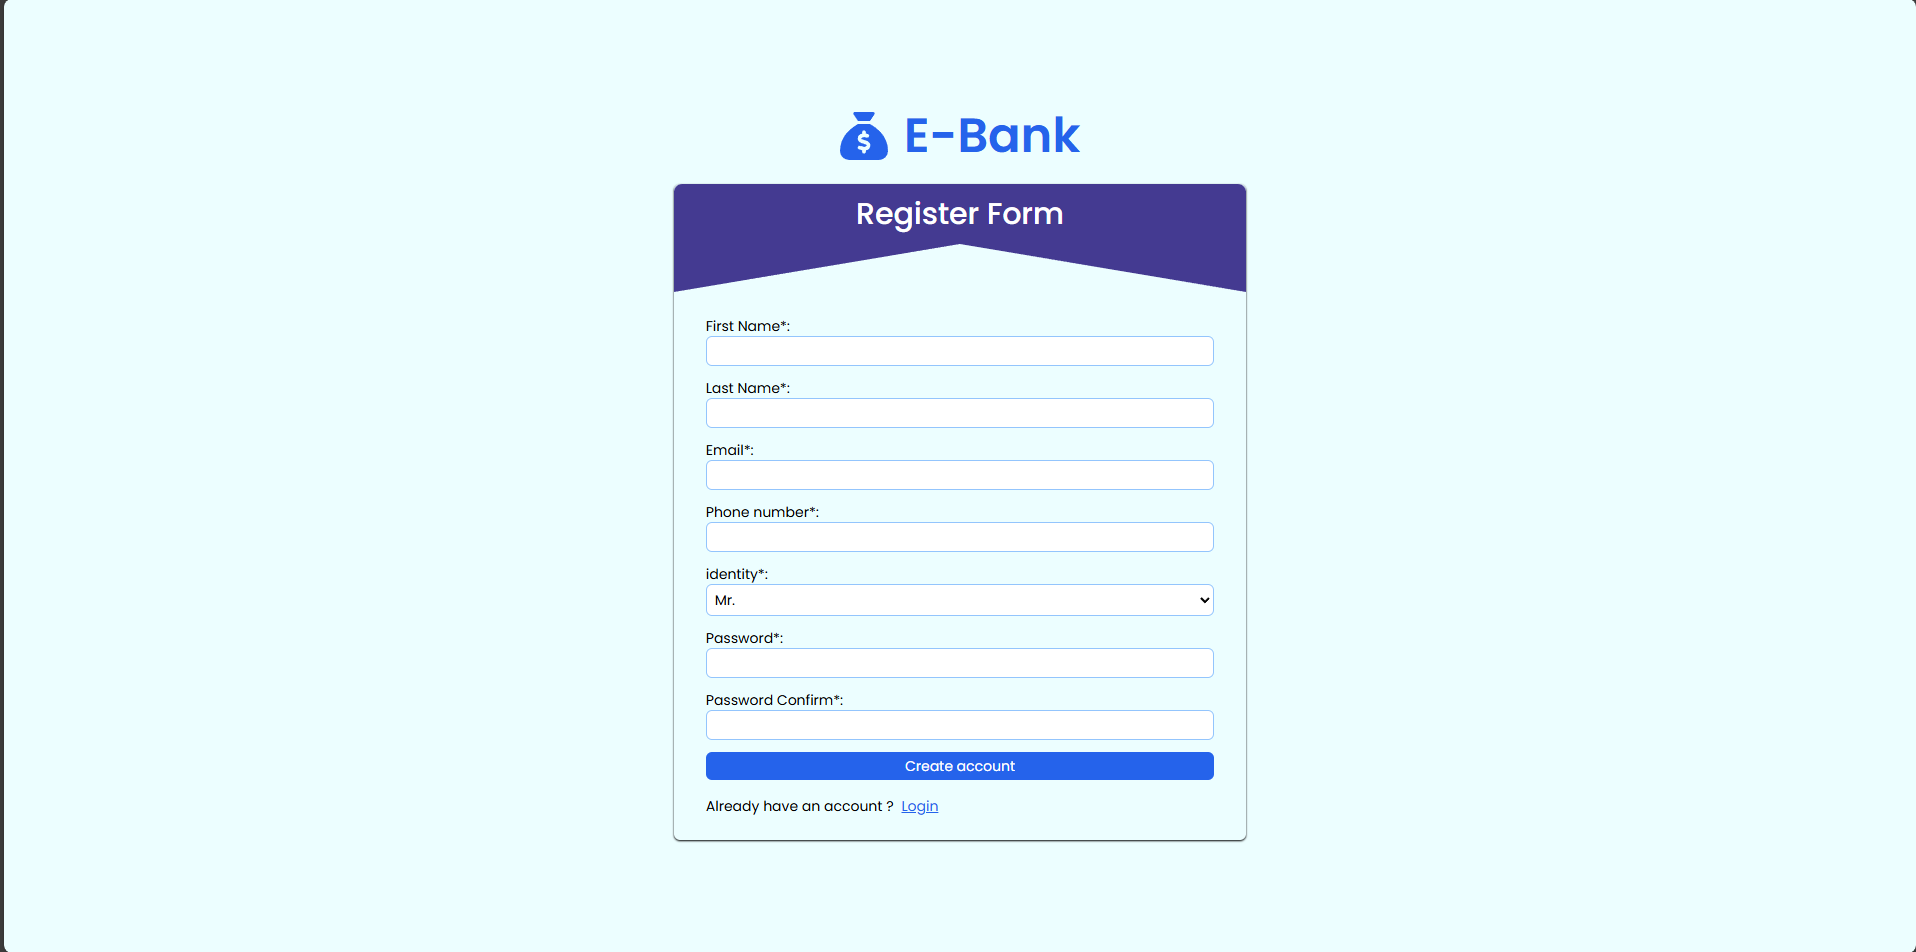 $ E-Bank
Register Form
First Name*:
Last Name*:
Email*:
Phone number*:
identity*:
Mr.
Password*:
Password Confirm*:
Create account
Already have an account ? Login